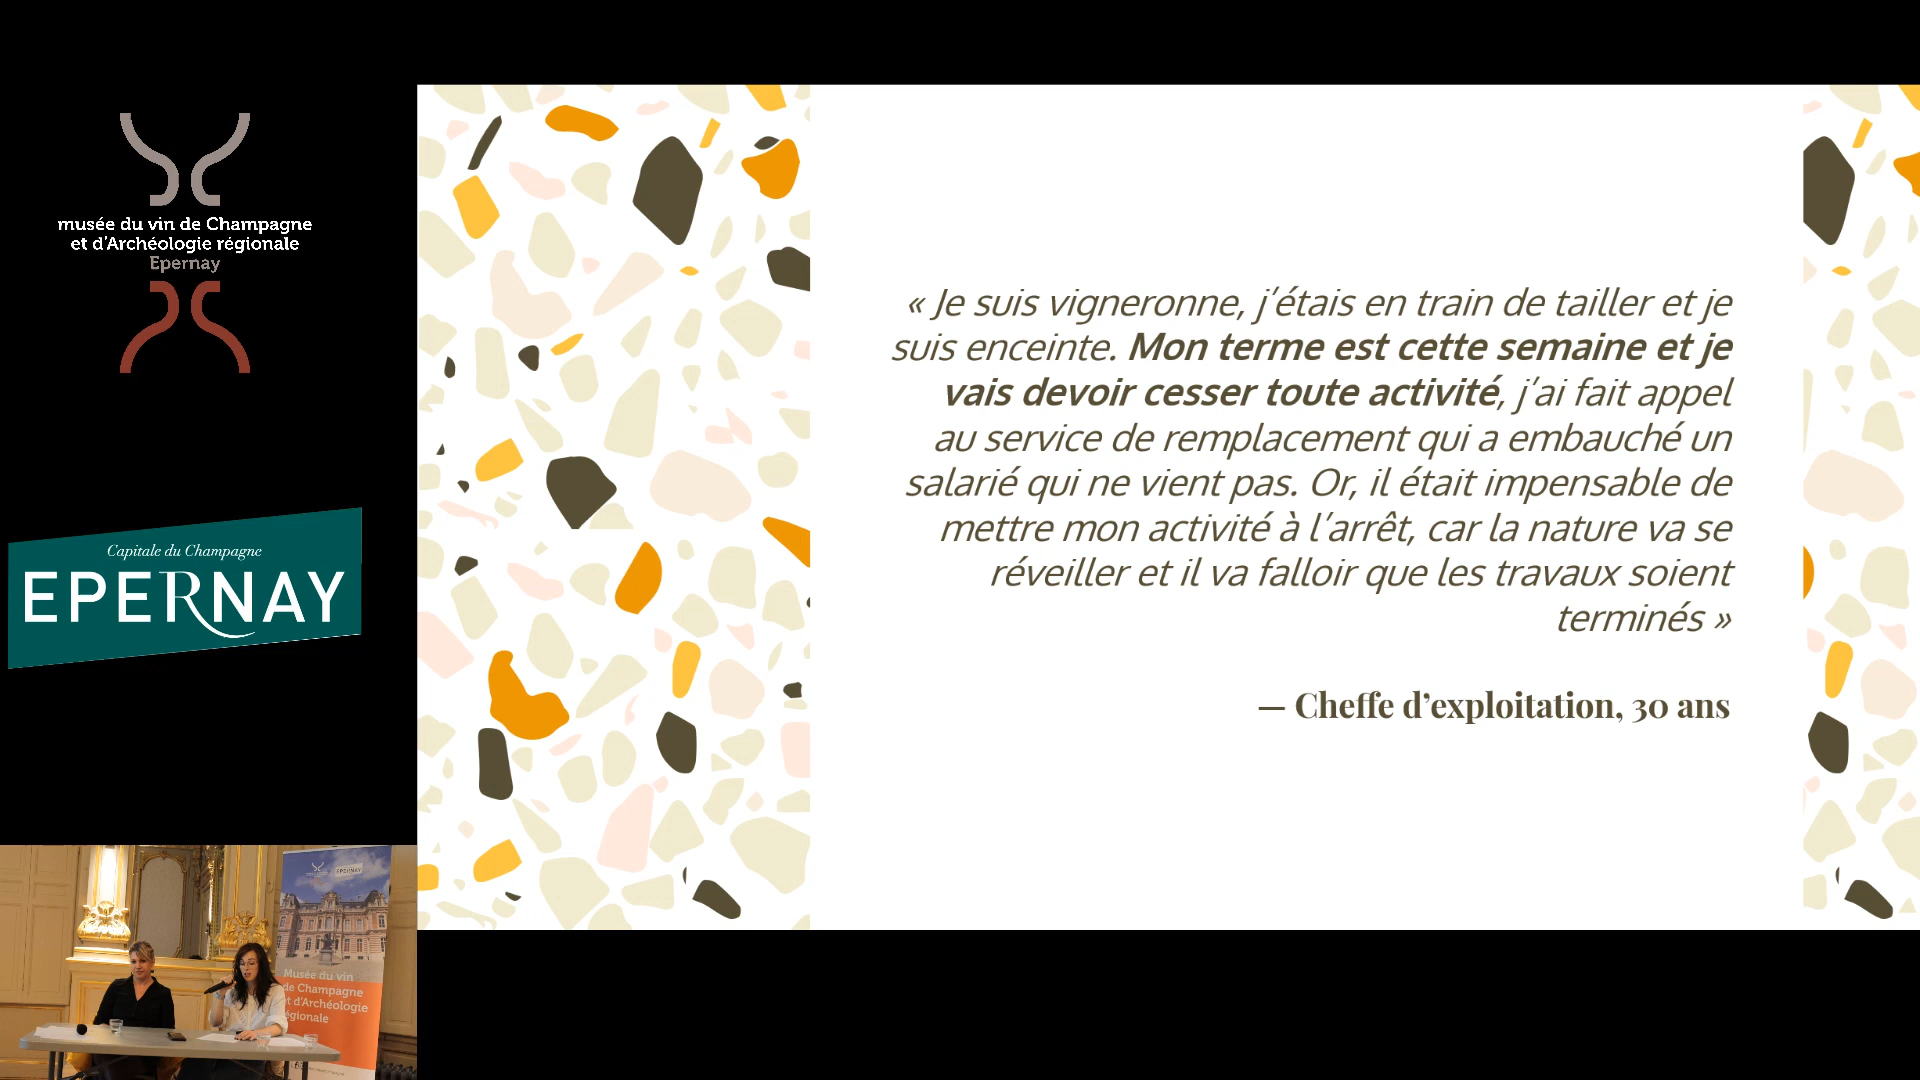 musée du vin de Champagne
et d'Archéologie régionale
Epernay
Capitale du Champagne
EPERNAY
« Je suis vigneronne, j'étais en train de tailler et je
suis enceinte. Mon terme est cette semaine et je
vais devoir cesser toute activité, j'ai fait appel
au service de remplacement qui a embauché un
salarié qui ne vient pas. Or, il était impensable de
mettre mon activité à l'arrêt, car la nature va se
réveiller et il va falloir que les travaux soient
terminés »
— Cheffe d'exploitation, 30 ans
EPERNAY
Musée du vin
de Champagne
et d'Archéologie
régionale